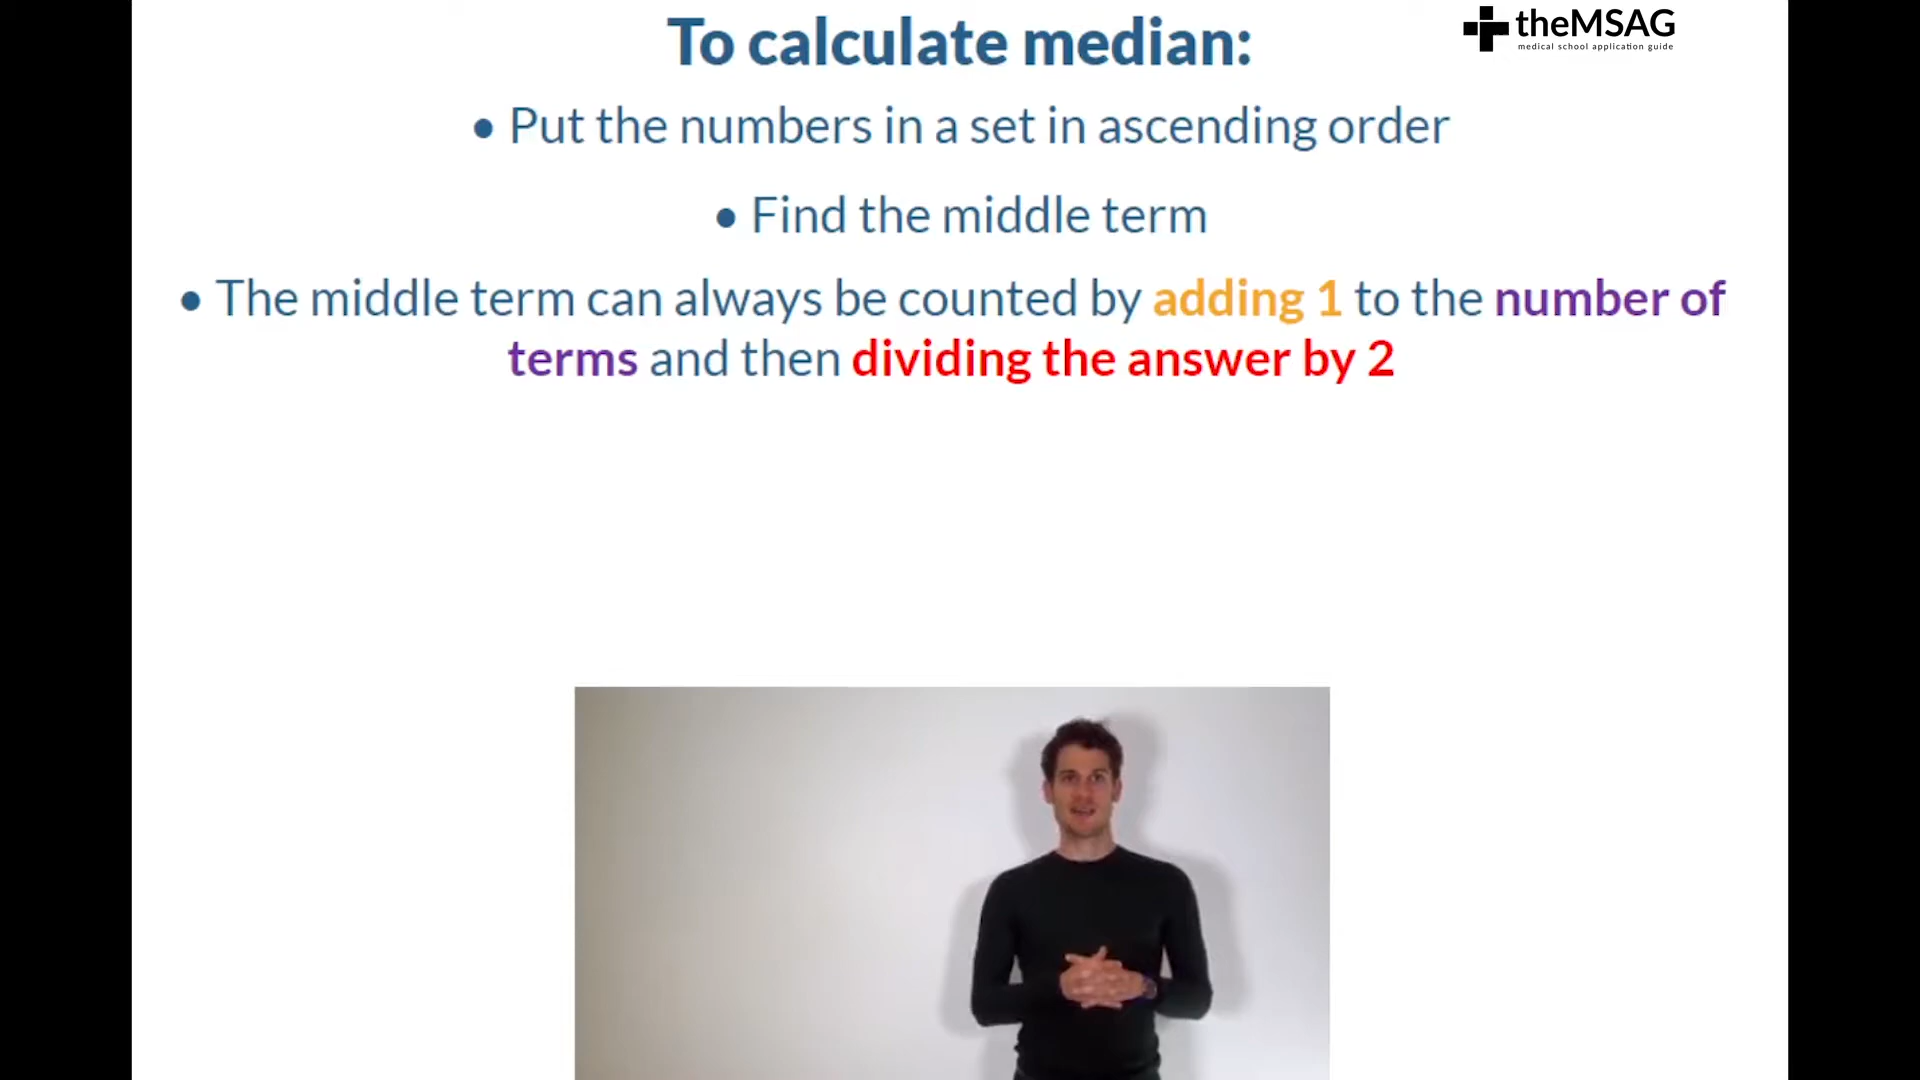 To calculate median:
theMSAG
medical school application guide
• Put the numbers in a set in ascending order
• Find the middle term
• The middle term can always be counted by adding 1 to the number of
terms and then dividing the answer by 2